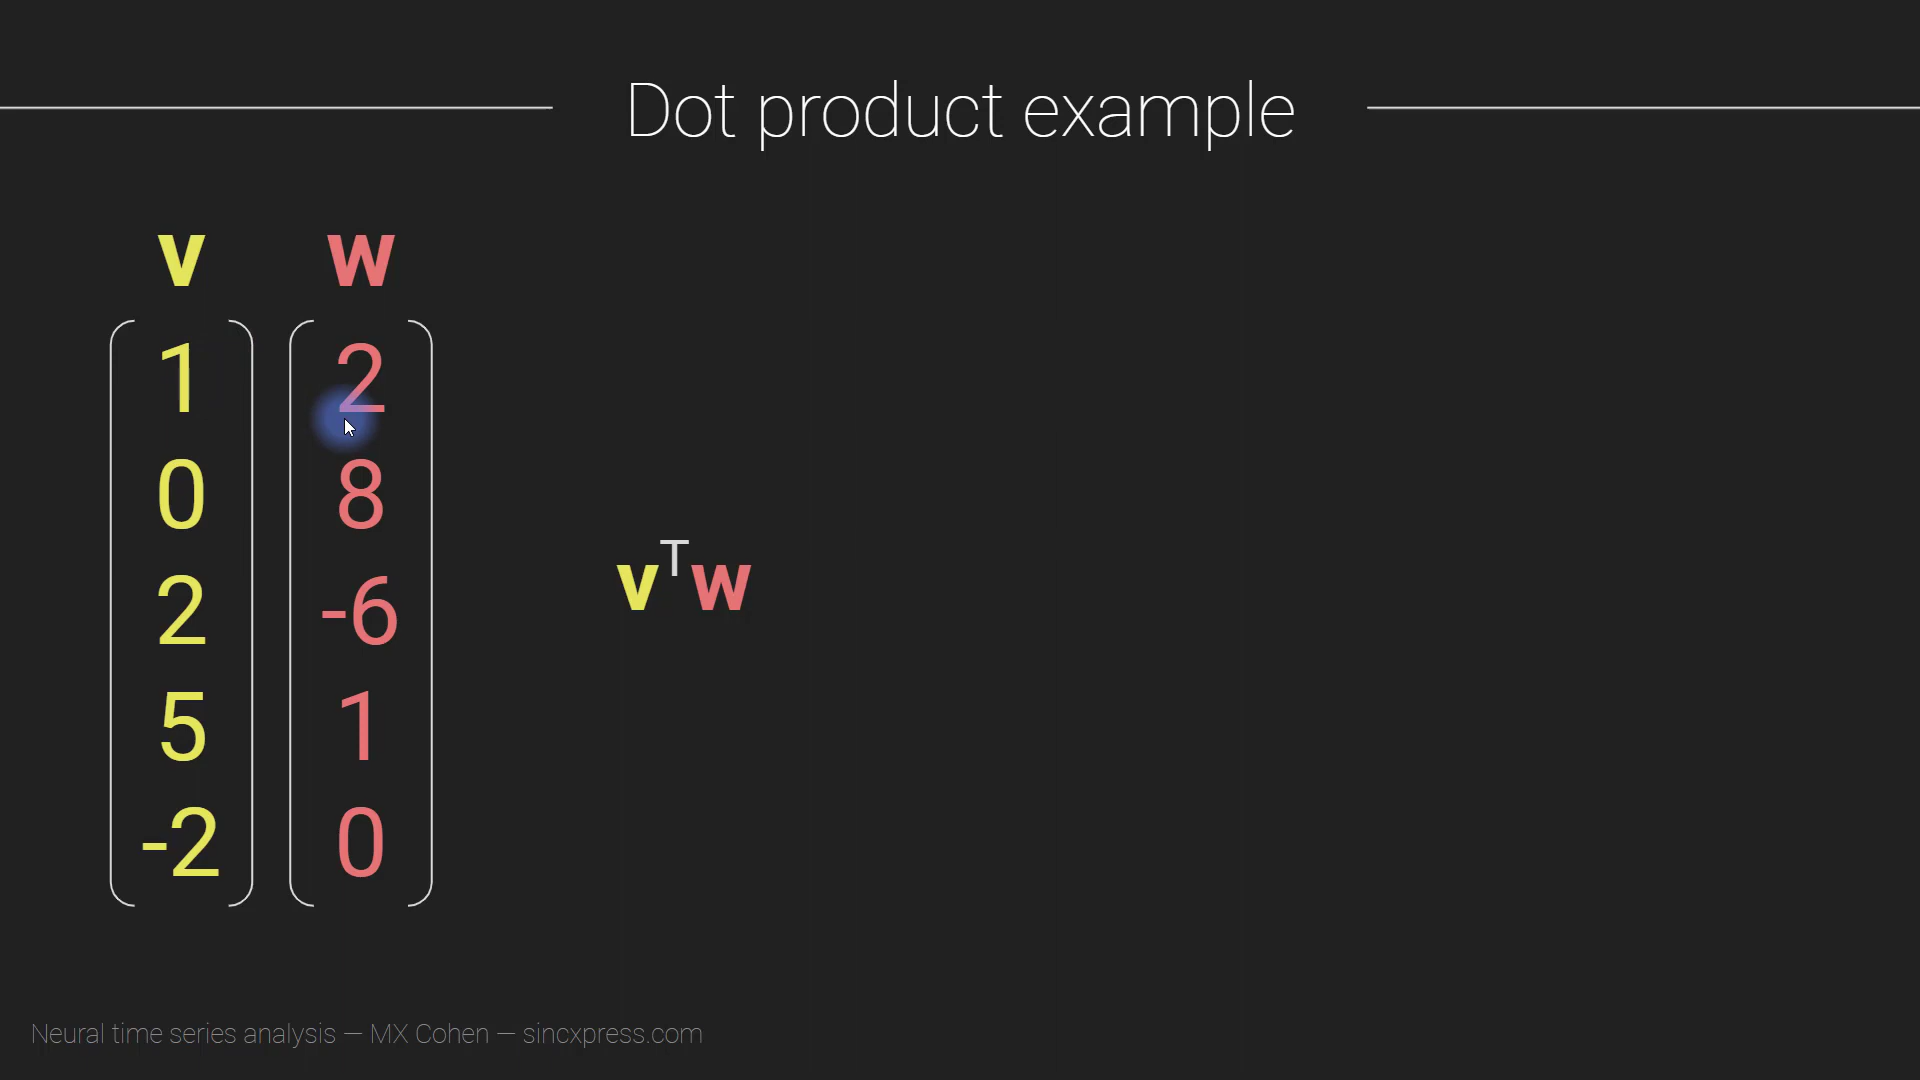 Dot product example
v w
1 2
0 8
2 -6
5 1
-2 0
vᵀw
Neural time series analysis — MX Cohen — sincxpress.com